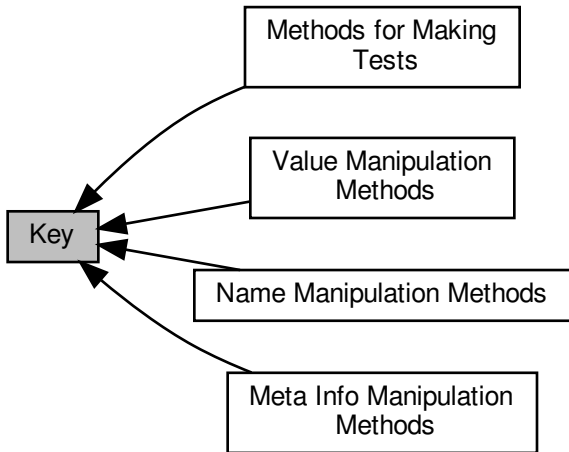 Methods for Making
Tests
Value Manipulation
Methods
Key
Name Manipulation Methods
Meta Info Manipulation
Methods